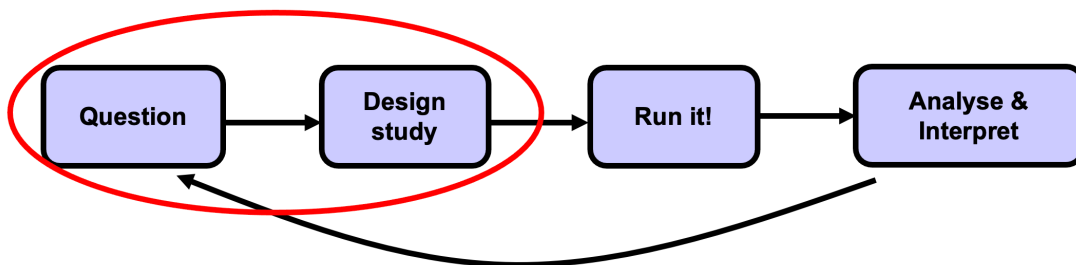 Question
Design
study
Run it!
Analyse &
Interpret